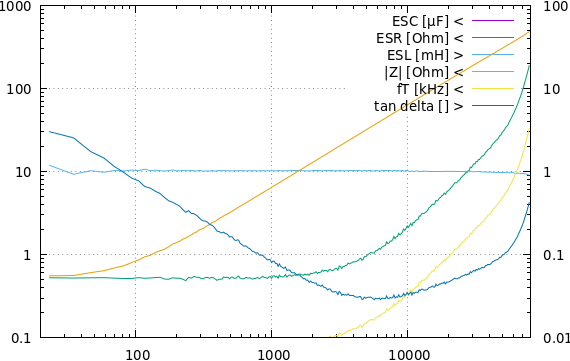 1000
100
ESC [µF] <
ESR [Ohm] <
ESL [mH] >
|Z| [Ohm] <
fT [kHz] <
tan delta [] >
100
10
10
1
1
0.1
0.1
0.01
100
1000
10000